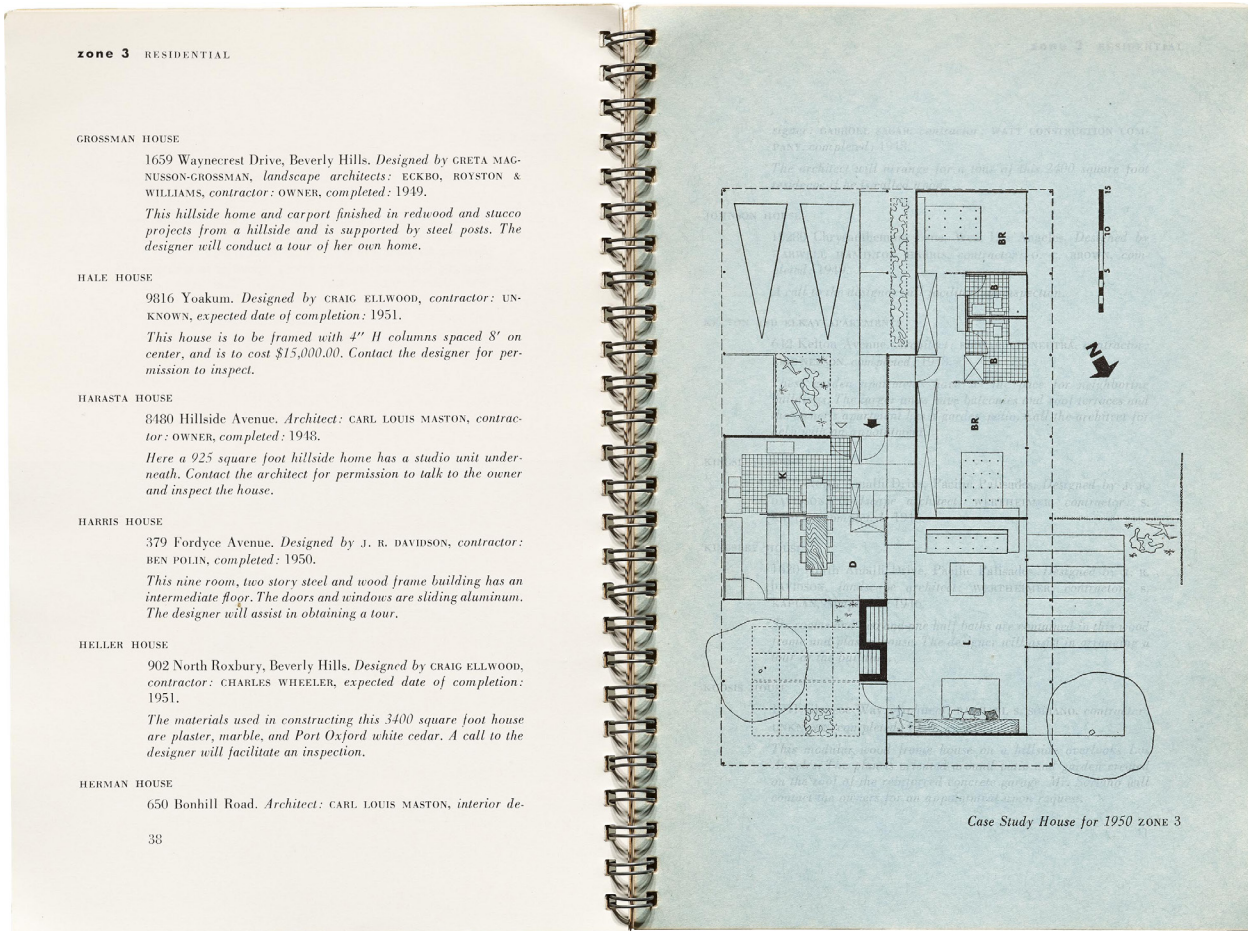 zone 3 RESIDENTIAL
GROSSMAN HOUSE
1659 Waynecrest Drive, Beverly Hills. Designed by GRETA MAG-
NUSSON-GROSSMAN, landscape architects: ECKBO, ROYSTON &
WILLIAMS, contractor: OWNER, completed: 1949.
This hillside home and carport finished in redwood and stucco
projects from a hillside and is supported by steel posts. The
designer will conduct a tour of her own home.
HALE HOUSE
9816 Yoakum. Designed by CRAIG ELLWOOD, contractor: UN-
KNOWN, expected date of completion: 1951.
This house is to be framed with 4" H columns spaced 8' on
center, and is to cost $15,000.00. Contact the designer for per-
mission to inspect.
HARASTA HOUSE
8480 Hillside Avenue. Architect: CARL LOUIS MASTON, contrac-
tor: OWNER, completed: 1948.
Here a 925 square foot hillside home has a studio unit under-
neath. Contact the architect for permission to talk to the owner
and inspect the house.
HARRIS HOUSE
379 Fordyce Avenue. Designed by J. R. DAVIDSON, contractor:
BEN POLIN, completed: 1950.
This nine room, two story steel and wood frame building has an
intermediate floor. The doors and windows are sliding aluminum.
The designer will assist in obtaining a tour.
HELLER HOUSE
902 North Roxbury, Beverly Hills. Designed by CRAIG ELLWOOD,
contractor: CHARLES WHEELER, expected date of completion:
1951.
The materials used in constructing this 3400 square foot house
are plaster, marble, and Port Oxford white cedar. A call to the
designer will facilitate an inspection.
HERMAN HOUSE
650 Bonhill Road. Architect: CARL LOUIS MASTON, interior de-
38
BR
B
B
BR
K
D
L
15
10
5
N
Case Study House for 1950 ZONE 3